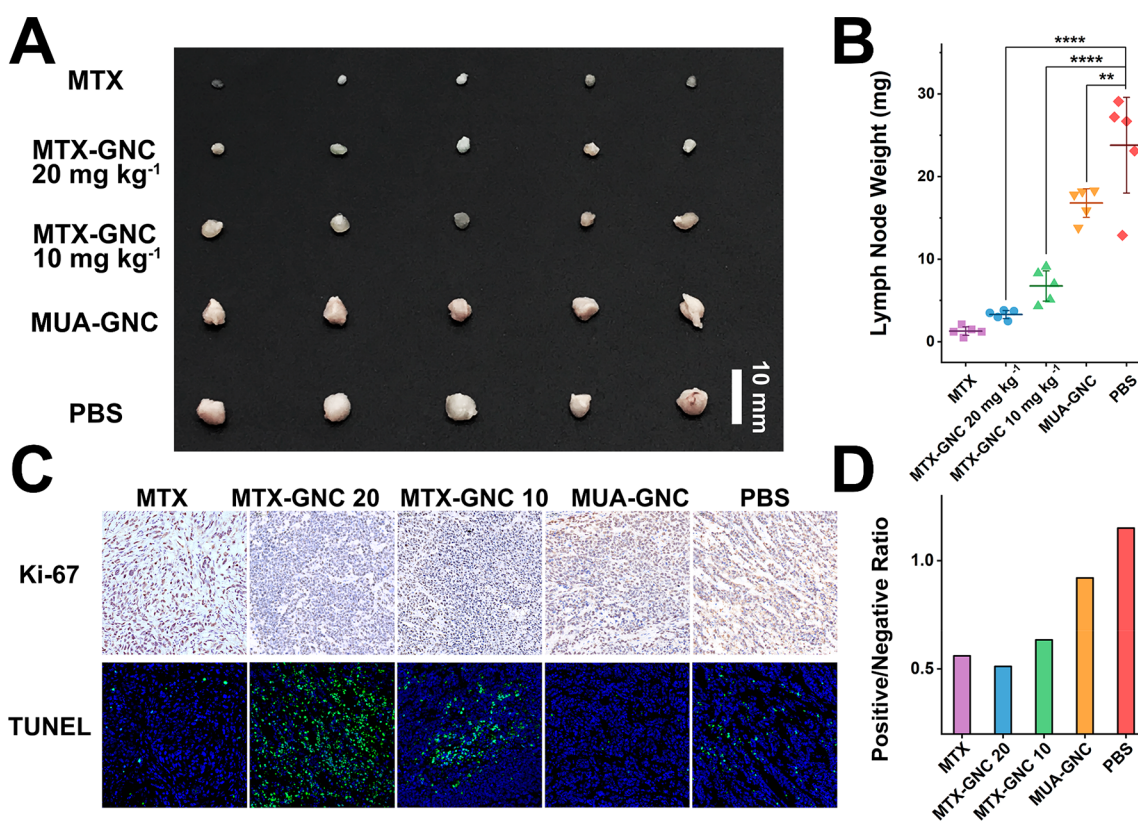 A
MTX
MTX-GNC
20 mg kg⁻¹
MTX-GNC
10 mg kg⁻¹
MUA-GNC
PBS
10 mm
B
Lymph Node Weight (mg)
30
20
10
0
****
****
**
MTX
MTX-GNC 20 mg kg⁻¹
MTX-GNC 10 mg kg⁻¹
MUA-GNC
PBS
C
MTX
MTX-GNC 20
MTX-GNC 10
MUA-GNC
PBS
Ki-67
TUNEL
D
Positive/Negative Ratio
1.0
0.5
MTX
MTX-GNC 20
MTX-GNC 10
MUA-GNC
PBS